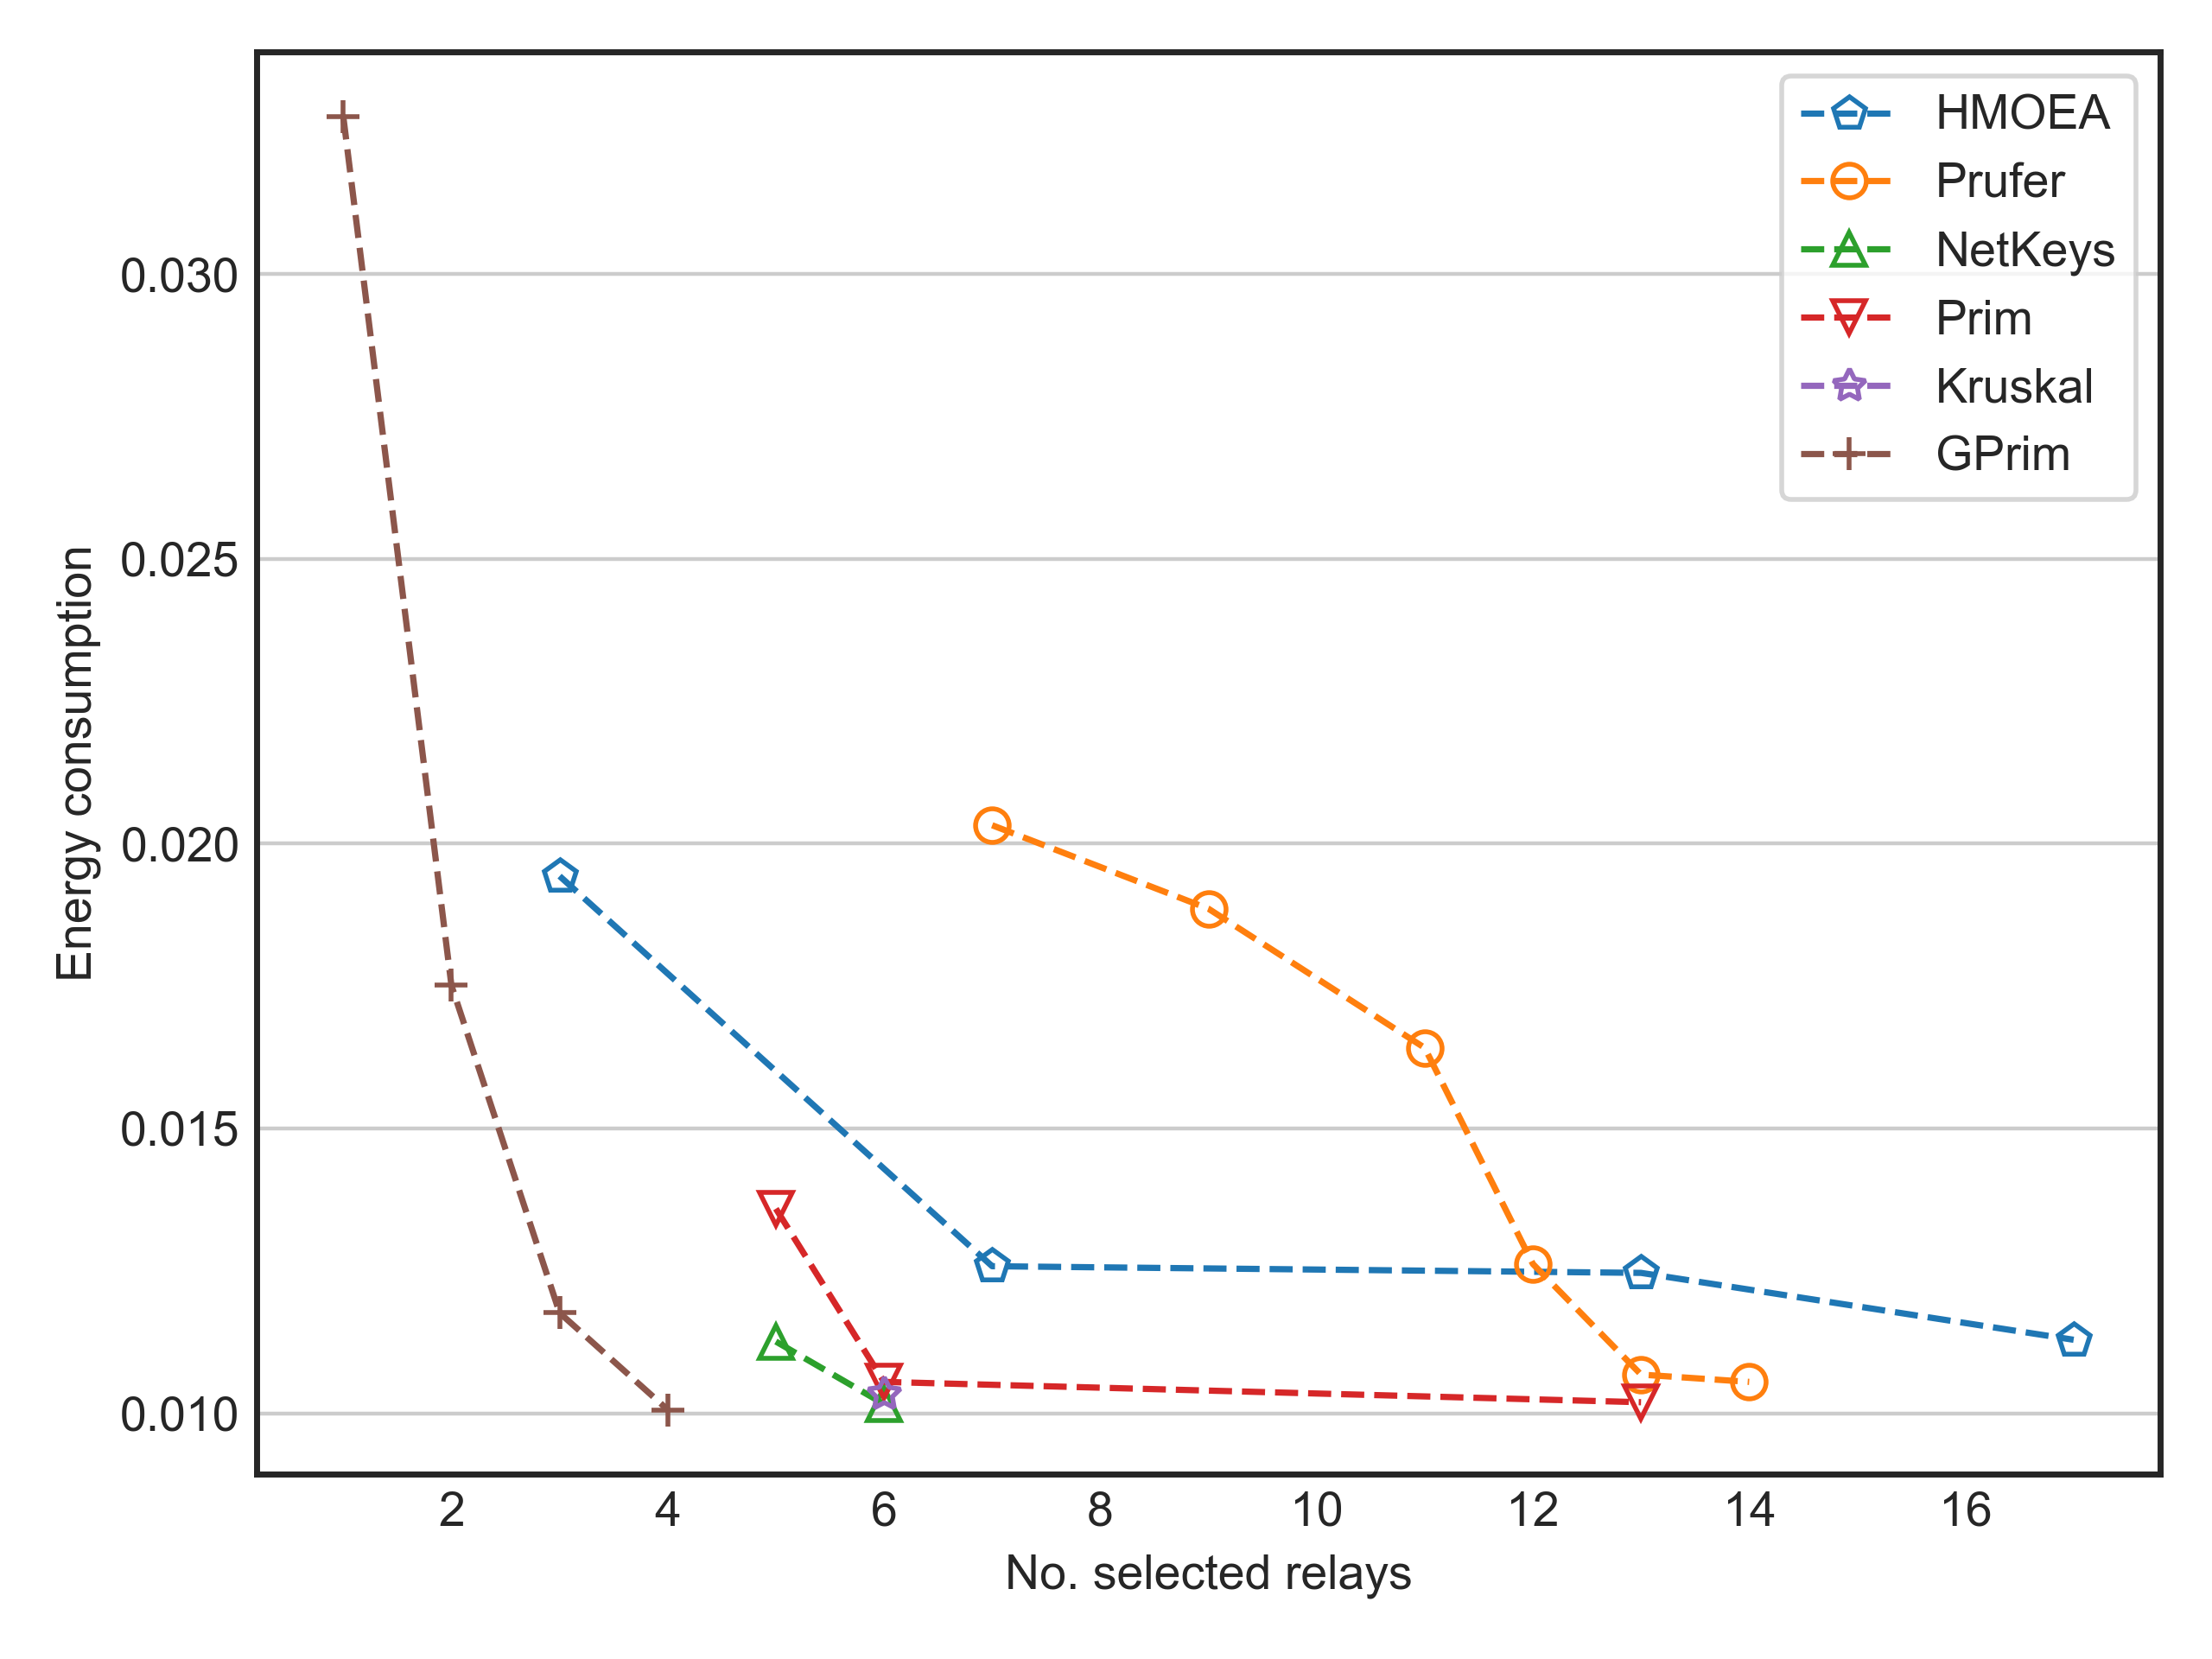 HMOEA
Prufer
NetKeys
Prim
Kruskal
GPrim
0.030
0.025
0.020
0.015
0.010
Energy consumption
2 4 6 8 10 12 14 16
No. selected relays